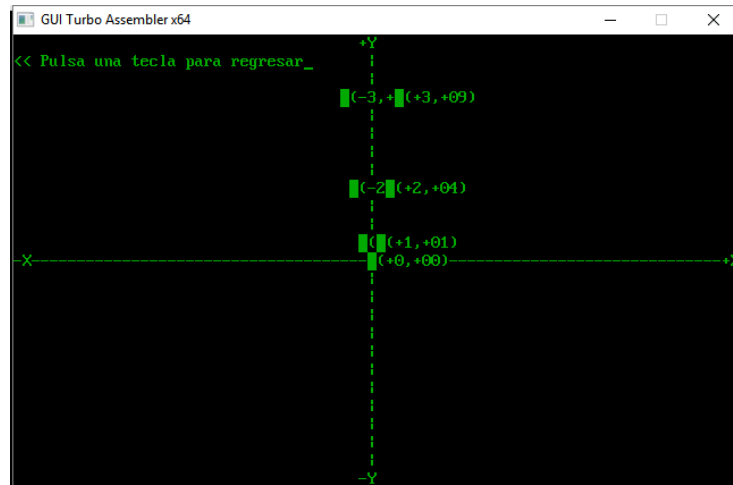 GUI Turbo Assembler x64
+Y
<< Pulsa una tecla para regresar_
(-3,+ (+3,+09)
(-2 (+2,+04)
( (+1,+01)
-X (+0,+00) +X
-Y